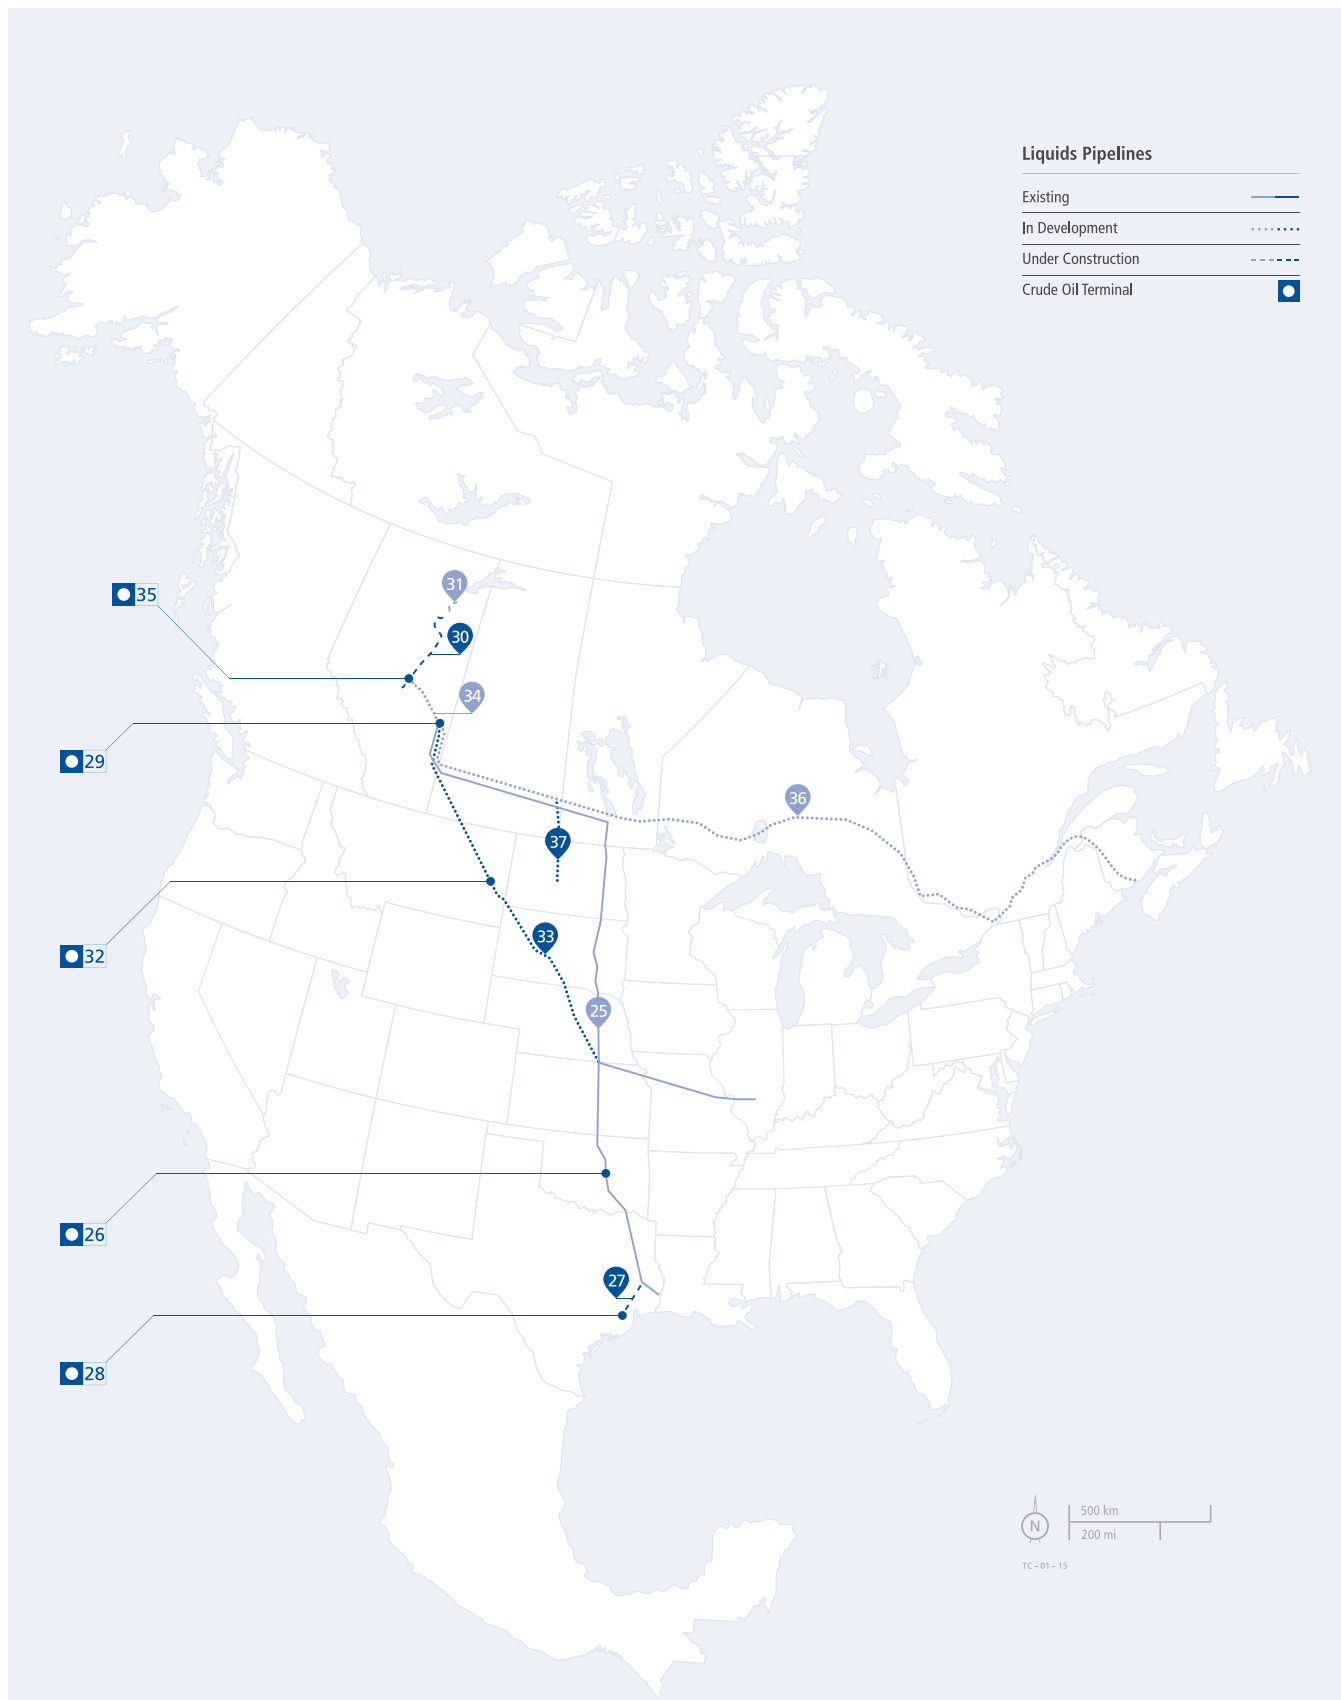 Liquids Pipelines
Existing
In Development
Under Construction
Crude Oil Terminal
31
35
30
34
29
36
37
33
32
25
26
27
28
500 km
N
200 mi
TC - 01 - 15